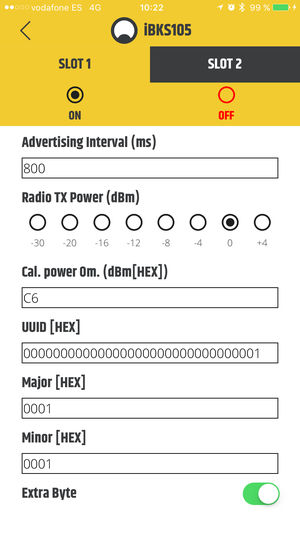 vodafone ES 4G 10:22 99 %
iBKS105
SLOT 1 SLOT 2
ON OFF
Advertising Interval (ms)
800
Radio TX Power (dBm)
-30 -20 -16 -12 -8 -4 0 +4
Cal. power 0m. (dBm[HEX])
C6
UUID [HEX]
00000000000000000000000000000001
Major [HEX]
0001
Minor [HEX]
0001
Extra Byte